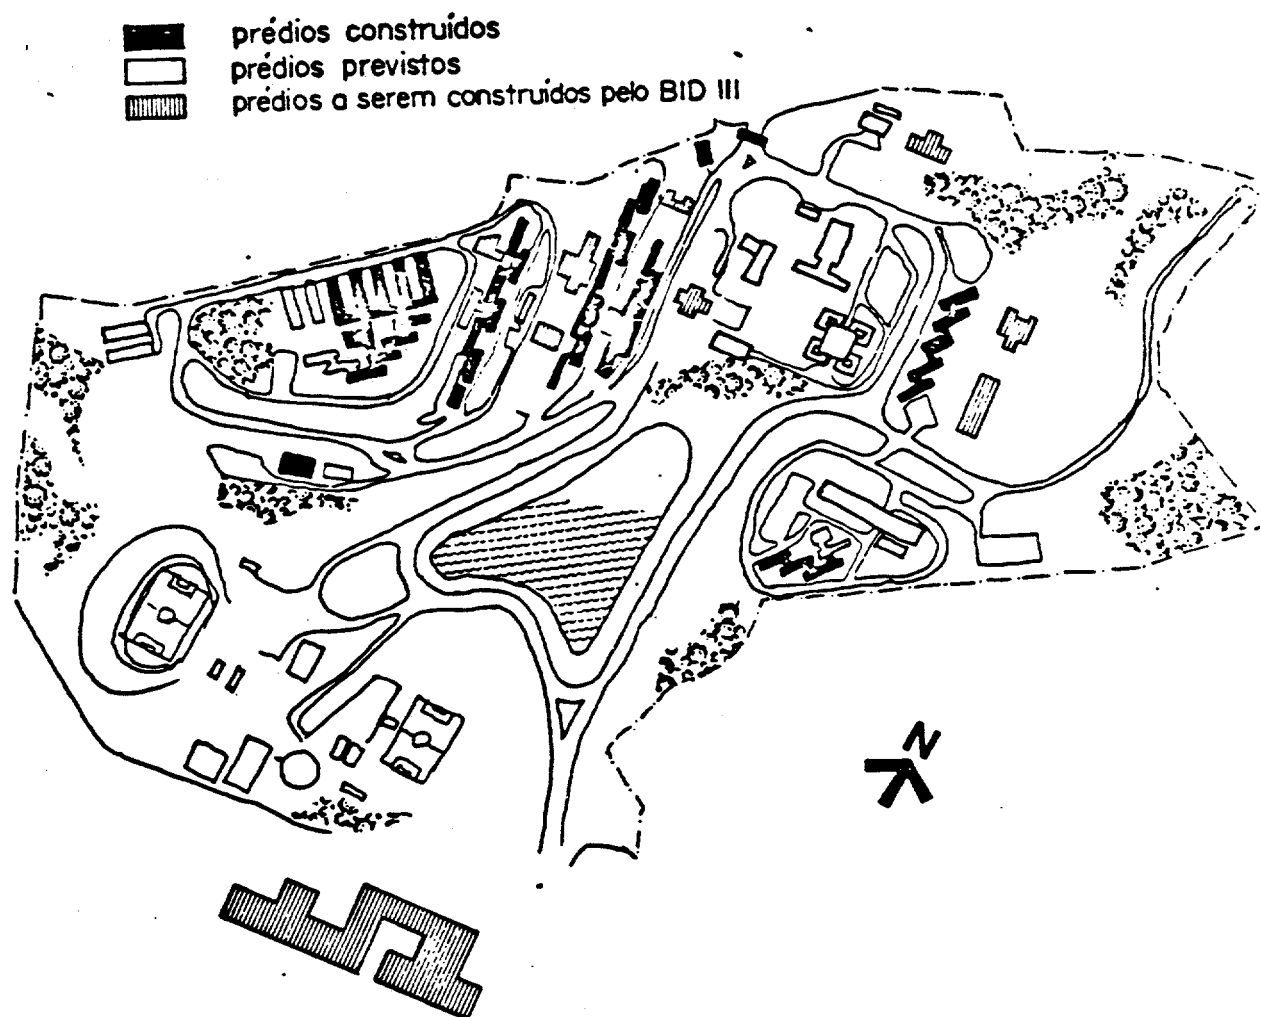 prédios construídos
prédios previstos
prédios a serem construídos pelo BID III
N